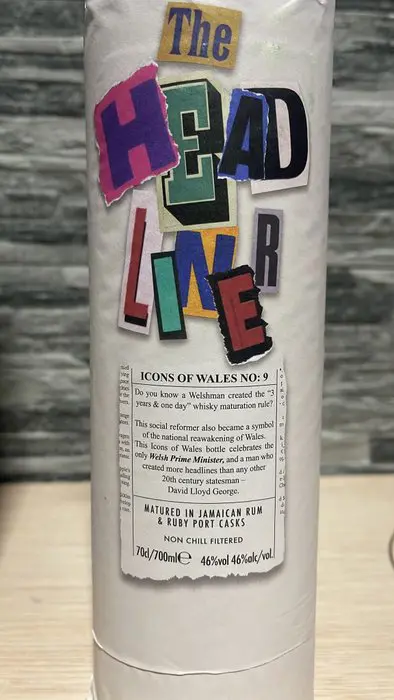 The
HEAD
LINER
ICONS OF WALES NO: 9
Do you know a Welshman created the "3
years & one day" whisky maturation rule?
This social reformer also became a symbol
of the national reawakening of Wales.
This Icons of Wales bottle celebrates the
only Welsh Prime Minister, and a man who
created more headlines than any other
20th century statesman –
David Lloyd George.
MATURED IN JAMAICAN RUM
& RUBY PORT CASKS
NON CHILL FILTERED
70cl/700ml℮ 46%vol 46%alc/vol.